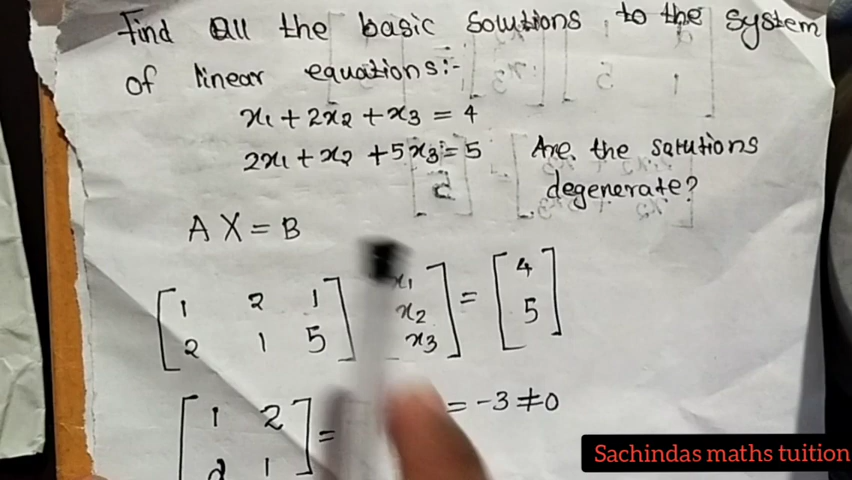 Find all the basic solutions to the system
of linear equations:-
x₁ + 2x₂ + x₃ = 4
2x₁ + x₂ + 5x₃ = 5 Are the solutions
degenerate?
A X = B
[1 2 1] [x₁] = [4]
[2 1 5] [x₂] [5]
[x₃]
[1 2] = = -3 ≠ 0
[2 1]
Sachindas maths tuition